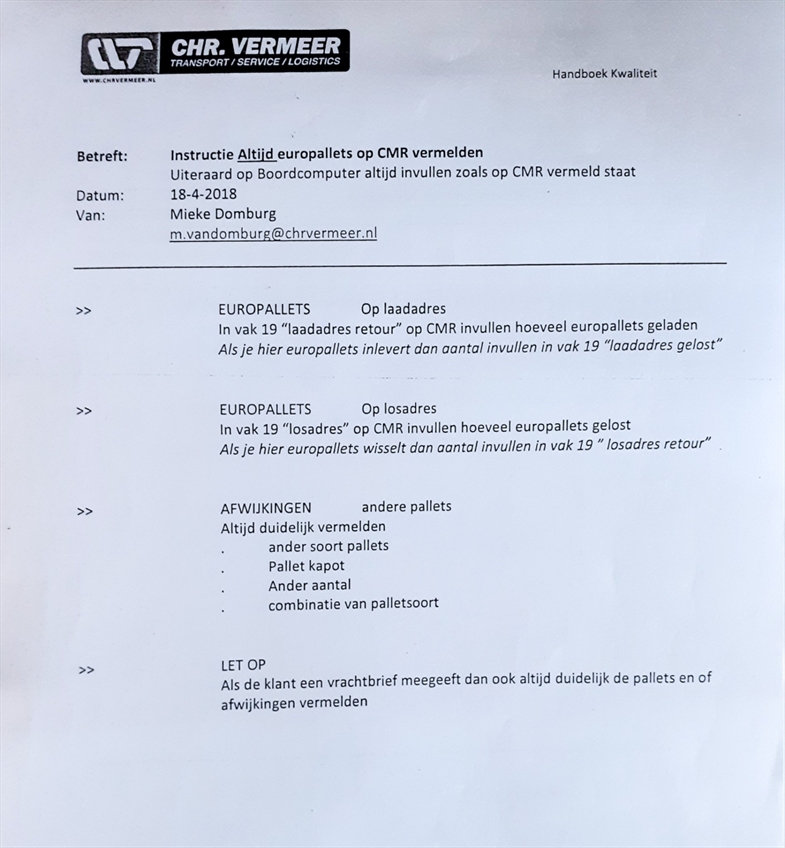 CHR. VERMEER
TRANSPORT / SERVICE / LOGISTICS
WWW.CHRVERMEER.NL
Handboek Kwaliteit
Betreft: Instructie Altijd europallets op CMR vermelden
Uiteraard op Boordcomputer altijd invullen zoals op CMR vermeld staat
Datum: 18-4-2018
Van: Mieke Domburg
m.vandomburg@chrvermeer.nl
>> EUROPALLETS Op laadadres
In vak 19 “laadadres retour” op CMR invullen hoeveel europallets geladen
Als je hier europallets inlevert dan aantal invullen in vak 19 “laadadres gelost”
>> EUROPALLETS Op losadres
In vak 19 “losadres” op CMR invullen hoeveel europallets gelost
Als je hier europallets wisselt dan aantal invullen in vak 19 ” losadres retour”
>> AFWIJKINGEN andere pallets
Altijd duidelijk vermelden
. ander soort pallets
. Pallet kapot
. Ander aantal
. combinatie van palletsoort
>> LET OP
Als de klant een vrachtbrief meegeeft dan ook altijd duidelijk de pallets en of
afwijkingen vermelden